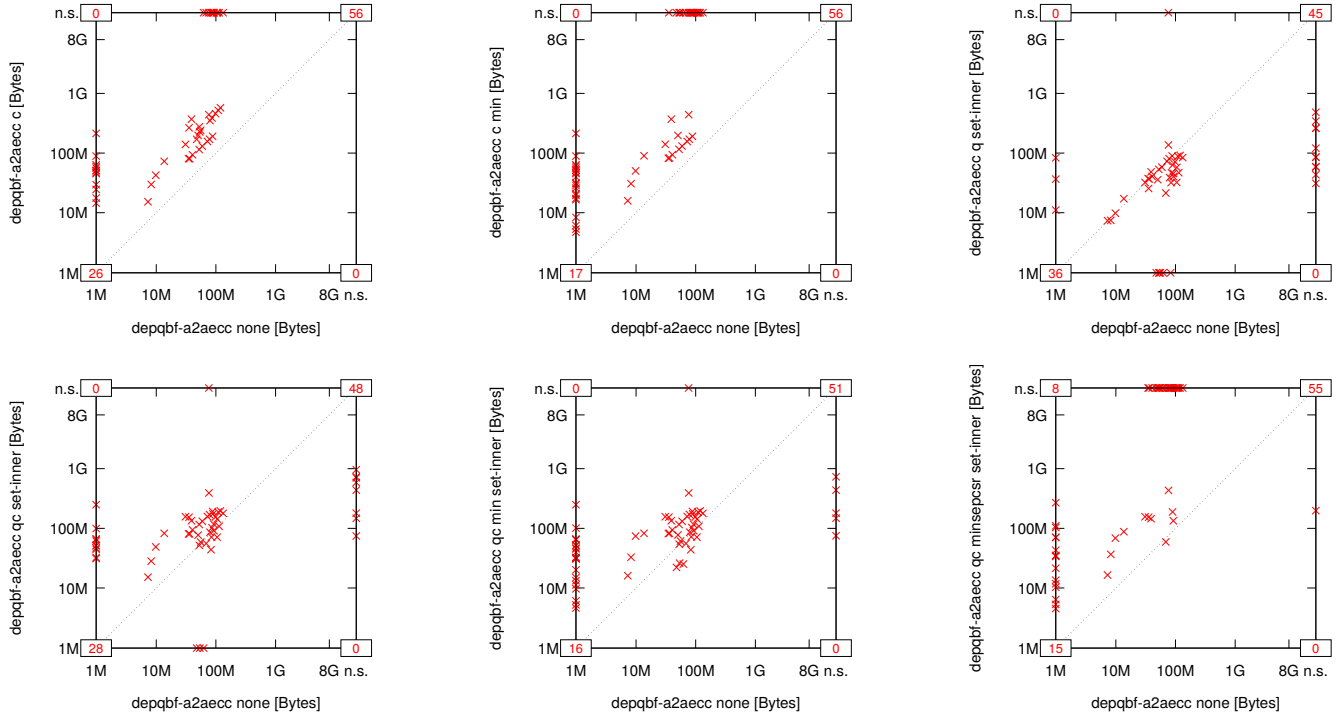 n.s. 0 56
8G
1G
100M
10M
1M 26 0
1M 10M 100M 1G 8G n.s.
depqbf-a2aecc c [Bytes]
depqbf-a2aecc none [Bytes]
n.s. 0 56
8G
1G
100M
10M
1M 17 0
1M 10M 100M 1G 8G n.s.
depqbf-a2aecc c min [Bytes]
depqbf-a2aecc none [Bytes]
n.s. 0 45
8G
1G
100M
10M
1M 36 0
1M 10M 100M 1G 8G n.s.
depqbf-a2aecc q set-inner [Bytes]
depqbf-a2aecc none [Bytes]
n.s. 0 48
8G
1G
100M
10M
1M 28 0
1M 10M 100M 1G 8G n.s.
depqbf-a2aecc qc set-inner [Bytes]
depqbf-a2aecc none [Bytes]
n.s. 0 51
8G
1G
100M
10M
1M 16 0
1M 10M 100M 1G 8G n.s.
depqbf-a2aecc qc min set-inner [Bytes]
depqbf-a2aecc none [Bytes]
n.s. 8 55
8G
1G
100M
10M
1M 15 0
1M 10M 100M 1G 8G n.s.
depqbf-a2aecc qc minsepcsr set-inner [Bytes]
depqbf-a2aecc none [Bytes]